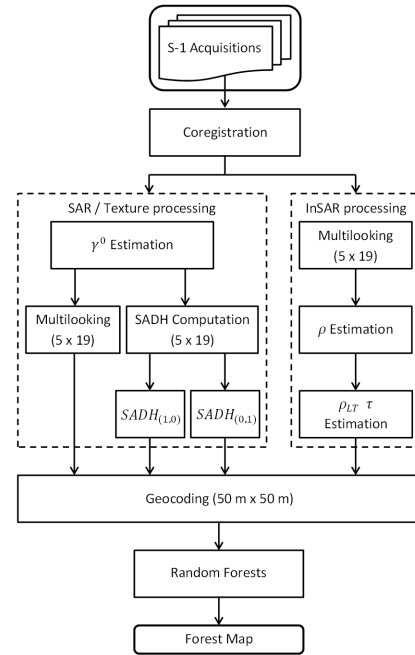 S-1 Acquisitions
Coregistration
SAR / Texture processing
γ⁰ Estimation
Multilooking
(5 x 19)
SADH Computation
(5 x 19)
SADH(1,0)
SADH(0,1)
InSAR processing
Multilooking
(5 x 19)
ρ Estimation
ρLT τ
Estimation
Geocoding (50 m x 50 m)
Random Forests
Forest Map